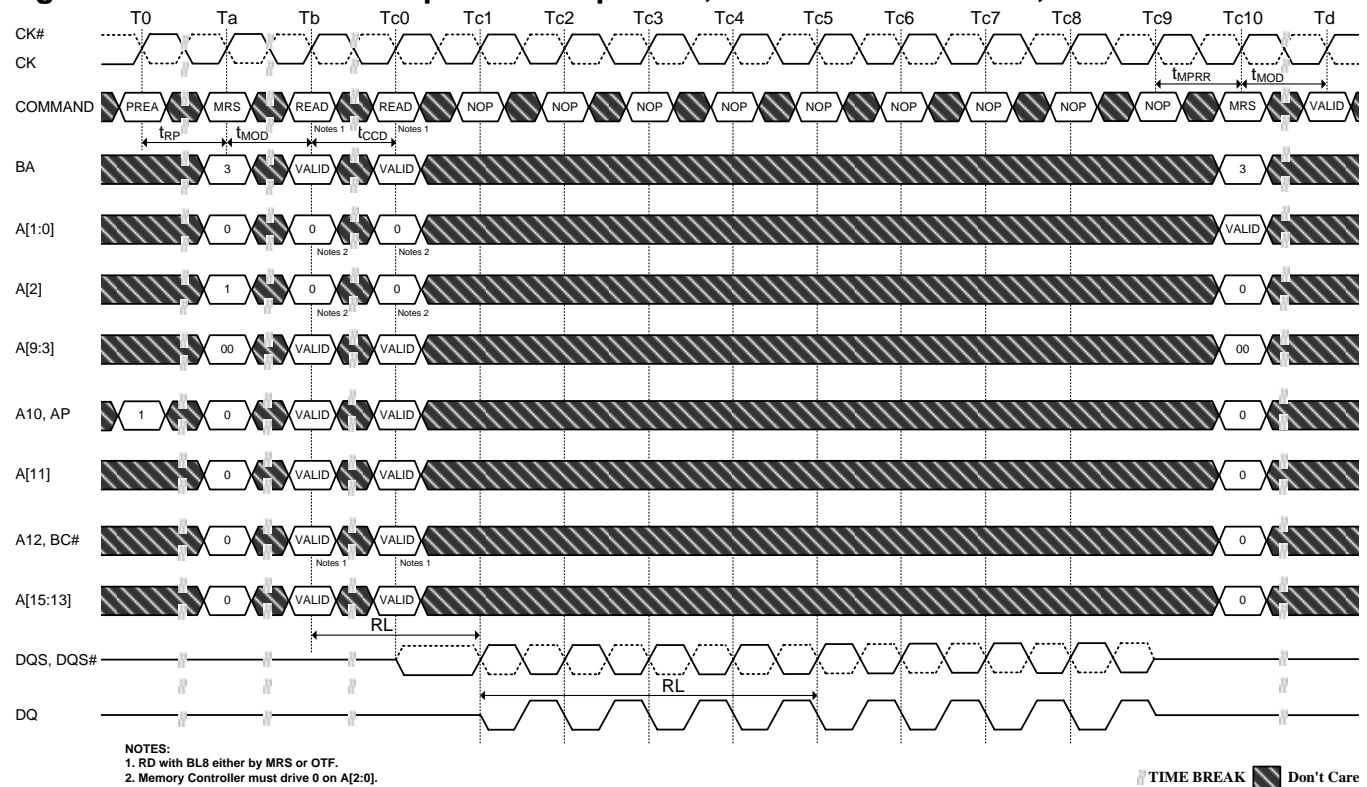 T0 Ta Tb Tc0 Tc1 Tc2 Tc3 Tc4 Tc5 Tc6 Tc7 Tc8 Tc9 Tc10 Td
CK#
CK
tMPRR tMOD
COMMAND PREA MRS READ READ NOP NOP NOP NOP NOP NOP NOP NOP NOP MRS VALID
Notes 1 Notes 1
tRP tMOD tCCD
BA 3 VALID VALID 3
A[1:0] 0 0 0 VALID
Notes 2 Notes 2
A[2] 1 0 0 0
Notes 2 Notes 2
A[9:3] 00 VALID VALID 00
A10, AP 1 0 VALID VALID 0
A[11] 0 VALID VALID 0
A12, BC# 0 VALID VALID 0
Notes 1 Notes 1
A[15:13] 0 VALID VALID 0
RL
DQS, DQS#
RL
DQ
NOTES:
1. RD with BL8 either by MRS or OTF.
2. Memory Controller must drive 0 on A[2:0].
TIME BREAK Don't Care